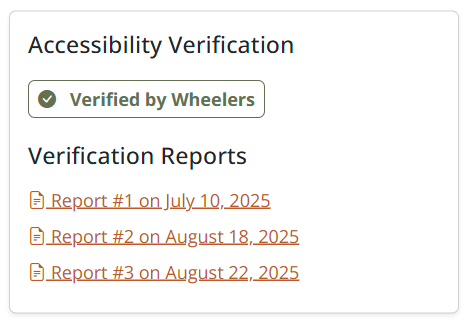 Accessibility Verification
Verified by Wheelers
Verification Reports
Report #1 on July 10, 2025
Report #2 on August 18, 2025
Report #3 on August 22, 2025